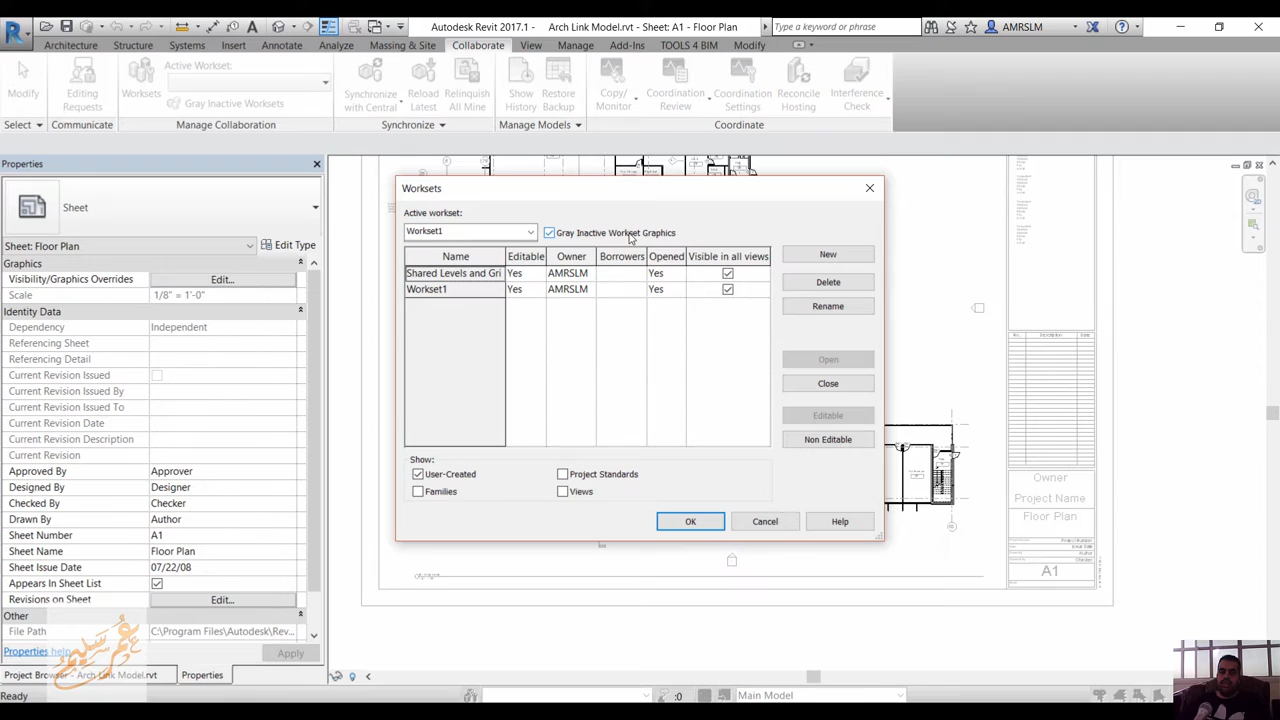 Autodesk Revit 2017.1 - Arch Link Model.rvt - Sheet: A1 - Floor Plan
Type a keyword or phrase
AMRSLM
Architecture Structure Systems Insert Annotate Analyze Massing & Site Collaborate View Manage Add-Ins TOOLS 4 BIM Modify
Modify
Select
Editing Requests
Communicate
Worksets
Active Workset:
Gray Inactive Worksets
Manage Collaboration
Synchronize with Central
Reload Latest
Relinquish All Mine
Synchronize
Show History
Restore Backup
Manage Models
Copy/ Monitor
Coordination Review
Coordination Settings
Reconcile Hosting
Interference Check
Coordinate
Properties
Sheet
Sheet: Floor Plan
Edit Type
Graphics
Visibility/Graphics Overrides Edit...
Scale 1/8" = 1'-0"
Identity Data
Dependency Independent
Referencing Sheet
Referencing Detail
Current Revision Issued
Current Revision Issued By
Current Revision Issued To
Current Revision Date
Current Revision Description
Current Revision
Approved By Approver
Designed By Designer
Checked By Checker
Drawn By Author
Sheet Number A1
Sheet Name Floor Plan
Sheet Issue Date 07/22/08
Appears In Sheet List
Revisions on Sheet Edit...
Other
File Path C:\Program Files\Autodesk\Rev...
Properties help
Apply
Project Browser - Arch Link Model.rvt Properties
Ready
:0
Main Model
Worksets
Active workset:
Workset1
Gray Inactive Workset Graphics
Name Editable Owner Borrowers Opened Visible in all views
Shared Levels and Gri Yes AMRSLM Yes
Workset1 Yes AMRSLM Yes
New
Delete
Rename
Open
Close
Editable
Non Editable
Show:
User-Created
Project Standards
Families
Views
OK Cancel Help
Owner
Project Name
Floor Plan
A1
عمرو سليم